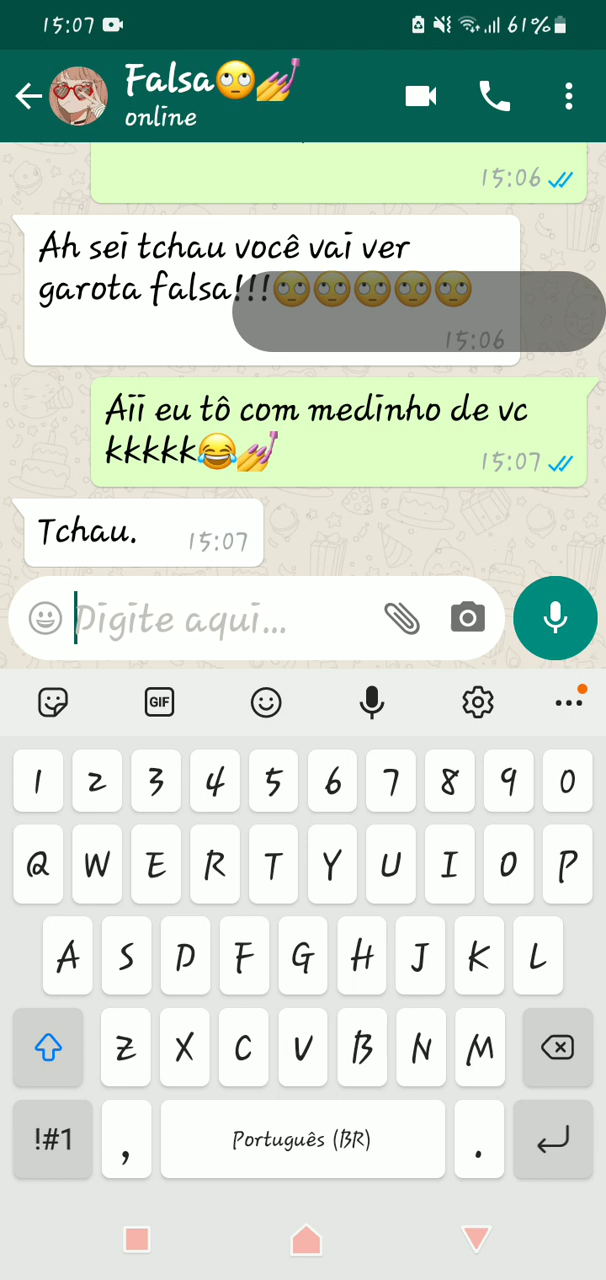 15:07 61%
Falsa🙄💅
online
15:06
Ah sei tchau você vai ver
garota falsa!!!🙄🙄🙄🙄🙄
15:06
Aii eu tô com medinho de vc
kkkkk😂💅
15:07
Tchau. 15:07
Digite aqui...
GIF
1 2 3 4 5 6 7 8 9 0
Q W E R T Y U I O P
A S D F G H J K L
Z X C V B N M
!#1 , Português (BR) .